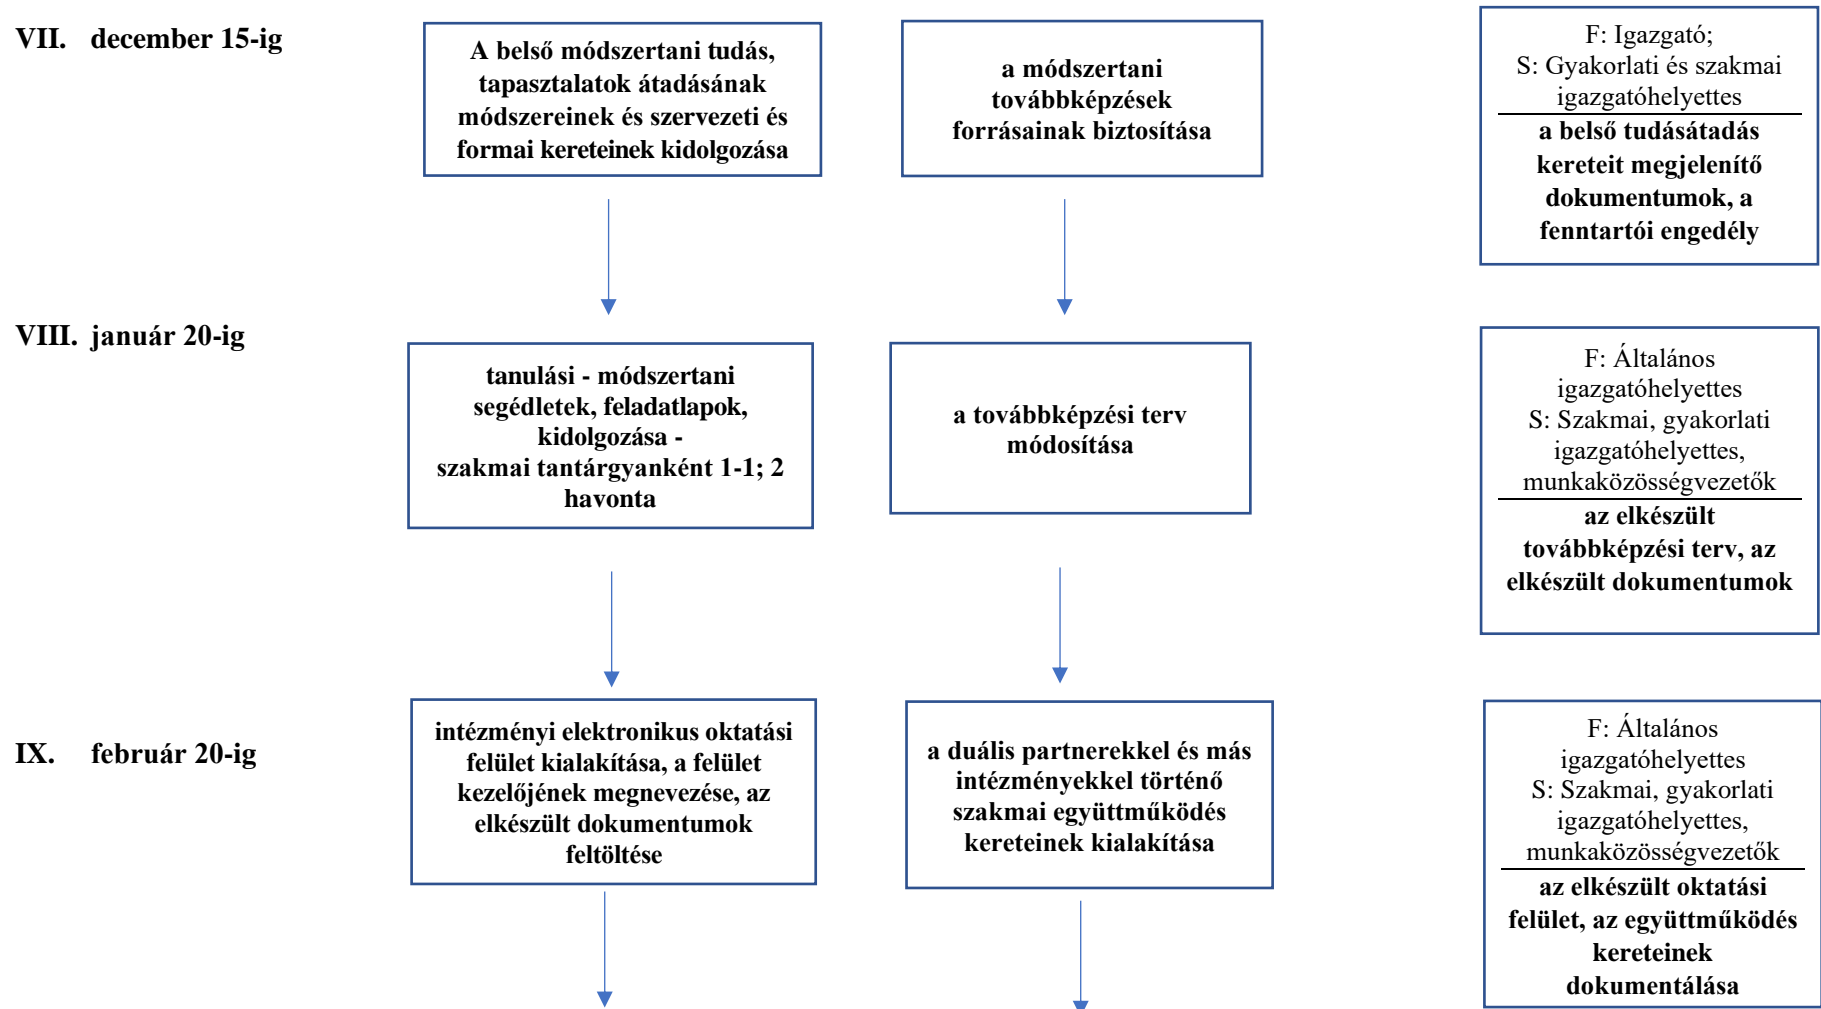 VII. december 15-ig
A belső módszertani tudás,
tapasztalatok átadásának
módszereinek és szervezeti és
formai kereteinek kidolgozása
a módszertani
továbbképzések
forrásainak biztosítása
F: Igazgató;
S: Gyakorlati és szakmai
igazgatóhelyettes
a belső tudásátadás
kereteit megjelenítő
dokumentumok, a
fenntartói engedély
VIII. január 20-ig
tanulási - módszertani
segédletek, feladatlapok,
kidolgozása -
szakmai tantárgyanként 1-1; 2
havonta
a továbbképzési terv
módosítása
F: Általános
igazgatóhelyettes
S: Szakmai, gyakorlati
igazgatóhelyettes,
munkaközösségvezetők
az elkészült
továbbképzési terv, az
elkészült dokumentumok
IX. február 20-ig
intézményi elektronikus oktatási
felület kialakítása, a felület
kezelőjének megnevezése, az
elkészült dokumentumok
feltöltése
a duális partnerekkel és más
intézményekkel történő
szakmai együttműködés
kereteinek kialakítása
F: Általános
igazgatóhelyettes
S: Szakmai, gyakorlati
igazgatóhelyettes,
munkaközösségvezetők
az elkészült oktatási
felület, az együttműködés
kereteinek
dokumentálása